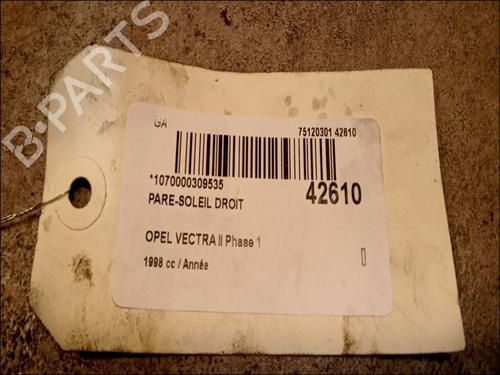 B-PARTS
GA
75120301 42610
*1070000309535
42610
PARE-SOLEIL DROIT
OPEL VECTRA II Phase 1
1998 cc / Année